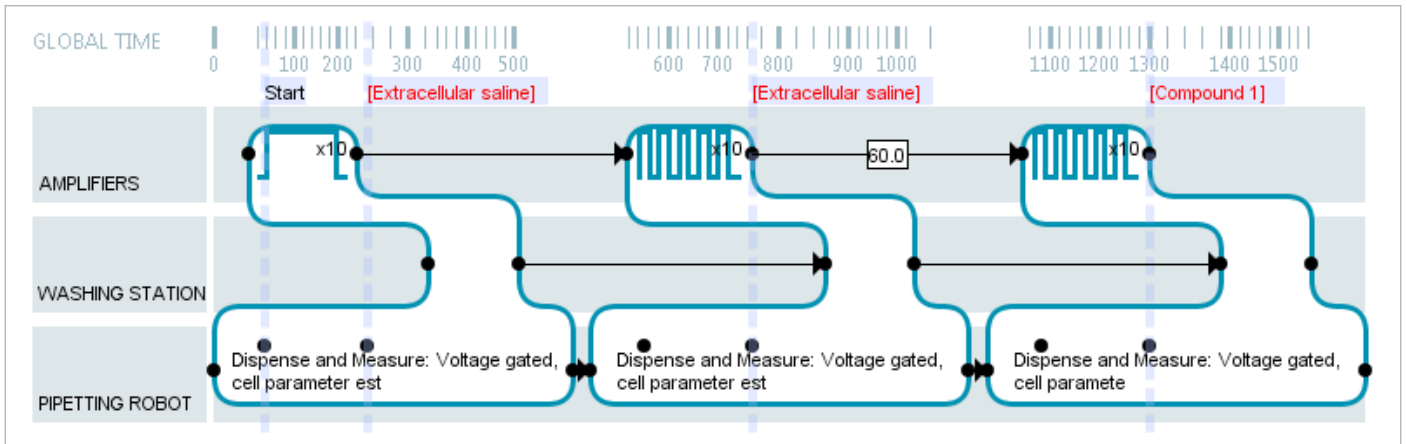 GLOBAL TIME
0 100 200 300 400 500 600 700 800 900 1000 1100 1200 1300 1400 1500
Start [Extracellular saline] [Extracellular saline] [Compound 1]
AMPLIFIERS x10 x10 60.0 x10
WASHING STATION
PIPETTING ROBOT
Dispense and Measure: Voltage gated,
cell parameter est
Dispense and Measure: Voltage gated,
cell parameter est
Dispense and Measure: Voltage gated,
cell paramete